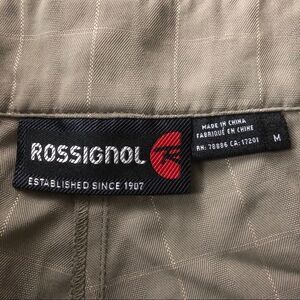 ROSSIGNOL
ESTABLISHED SINCE 1907
MADE IN CHINA
FABRIQUÉ EN CHINE
RN: 78886 CA: 17201
M